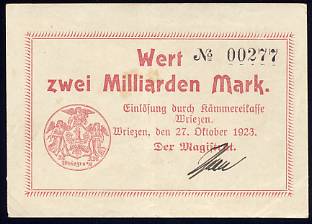 Wert № 00277
zwei Milliarden Mark.
Einlösung durch Kämmereikasse
Wriezen.
Wriezen, den 27. Oktober 1923.
Der Magistrat.